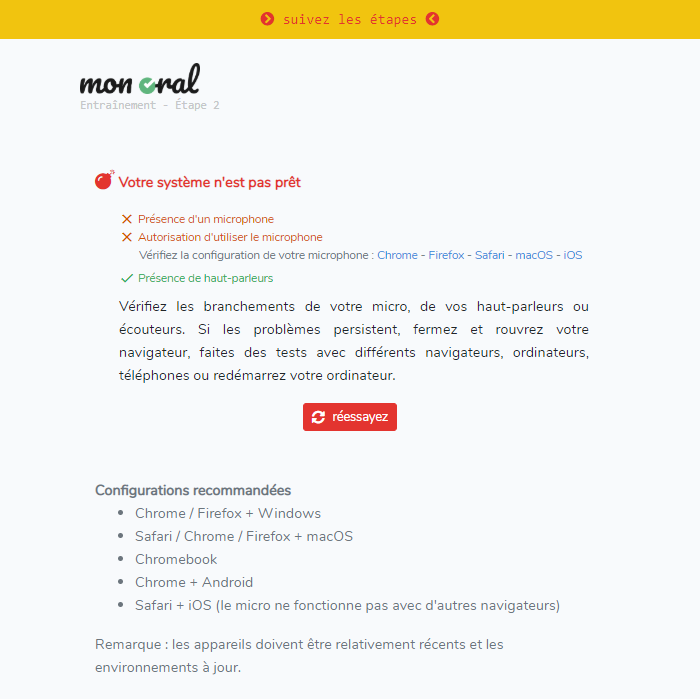 suivez les étapes
mon oral
Entraînement - Étape 2
Votre système n'est pas prêt
Présence d'un microphone
Autorisation d'utiliser le microphone
Vérifiez la configuration de votre microphone : Chrome - Firefox - Safari - macOS - iOS
Présence de haut-parleurs
Vérifiez les branchements de votre micro, de vos haut-parleurs ou
écouteurs. Si les problèmes persistent, fermez et rouvrez votre
navigateur, faites des tests avec différents navigateurs, ordinateurs,
téléphones ou redémarrez votre ordinateur.
réessayez
Configurations recommandées
Chrome / Firefox + Windows
Safari / Chrome / Firefox + macOS
Chromebook
Chrome + Android
Safari + iOS (le micro ne fonctionne pas avec d'autres navigateurs)
Remarque : les appareils doivent être relativement récents et les
environnements à jour.